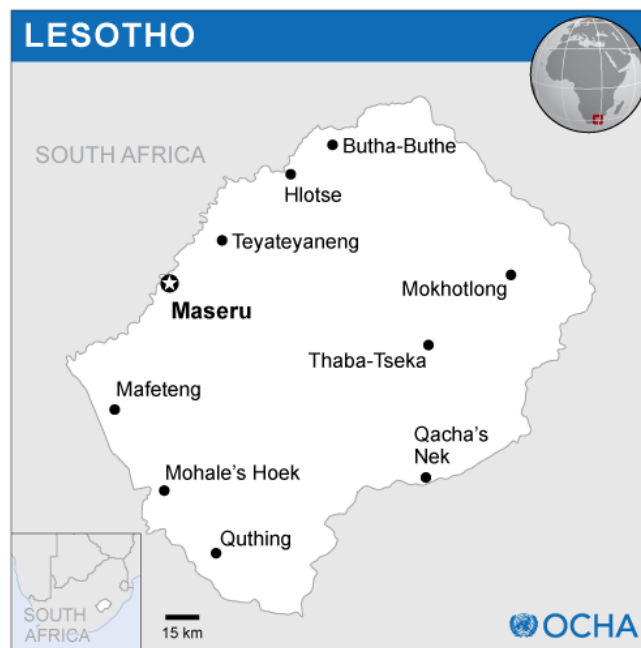 LESOTHO
SOUTH AFRICA
Butha-Buthe
Hlotse
Teyateyaneng
Mokhotlong
Maseru
Thaba-Tseka
Mafeteng
Qacha's
Nek
Mohale's Hoek
Quthing
SOUTH
AFRICA
15 km
OCHA